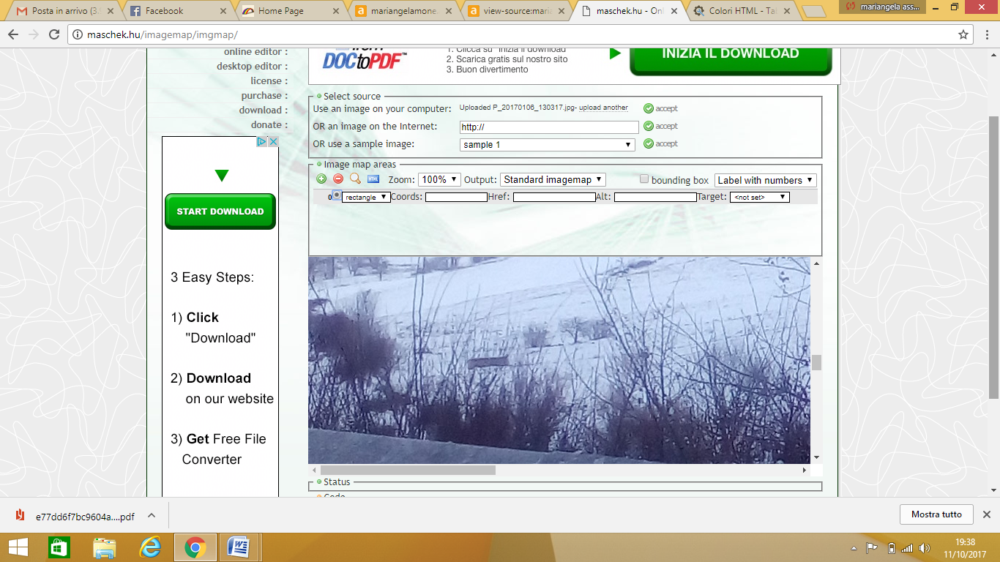 Posta in arrivo (3.
Facebook
Home Page
mariangelamone.
view-source:maria
maschek.hu - Onl
Colori HTML - Tab
mariangela ass...
maschek.hu/imagemap/imgmap/
online editor :
desktop editor :
license :
purchase :
download :
donate :
DOCtoPDF™
1. Clicca su "Inizia il download"
2. Scarica gratis sul nostro sito
3. Buon divertimento
INIZIA IL DOWNLOAD
Select source
Use an image on your computer: Uploaded P_20170106_130317.jpg- upload another accept
OR an image on the Internet: http:// accept
OR use a sample image: sample 1 accept
Image map areas
HTML Zoom: 100% Output: Standard imagemap bounding box Label with numbers
0 rectangle Coords: Href: Alt: Target: <not set>
START DOWNLOAD
3 Easy Steps:
1) Click
"Download"
2) Download
on our website
3) Get Free File
Converter
Status
Code
e77dd6f7bc9604a....pdf
Mostra tutto
19:38
11/10/2017